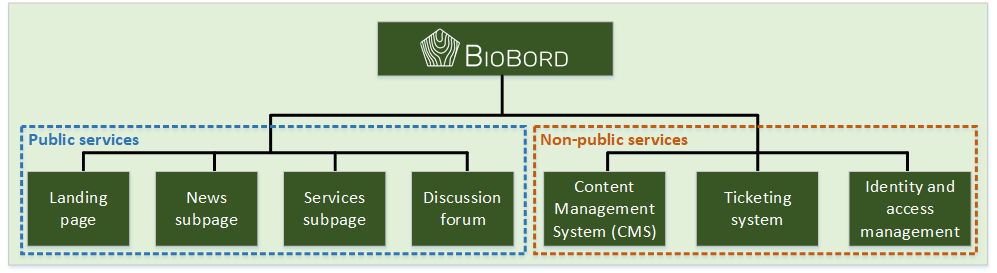 BIOBORD
Public services
Non-public services
Landing
page
News
subpage
Services
subpage
Discussion
forum
Content
Management
System (CMS)
Ticketing
system
Identity and
access
management